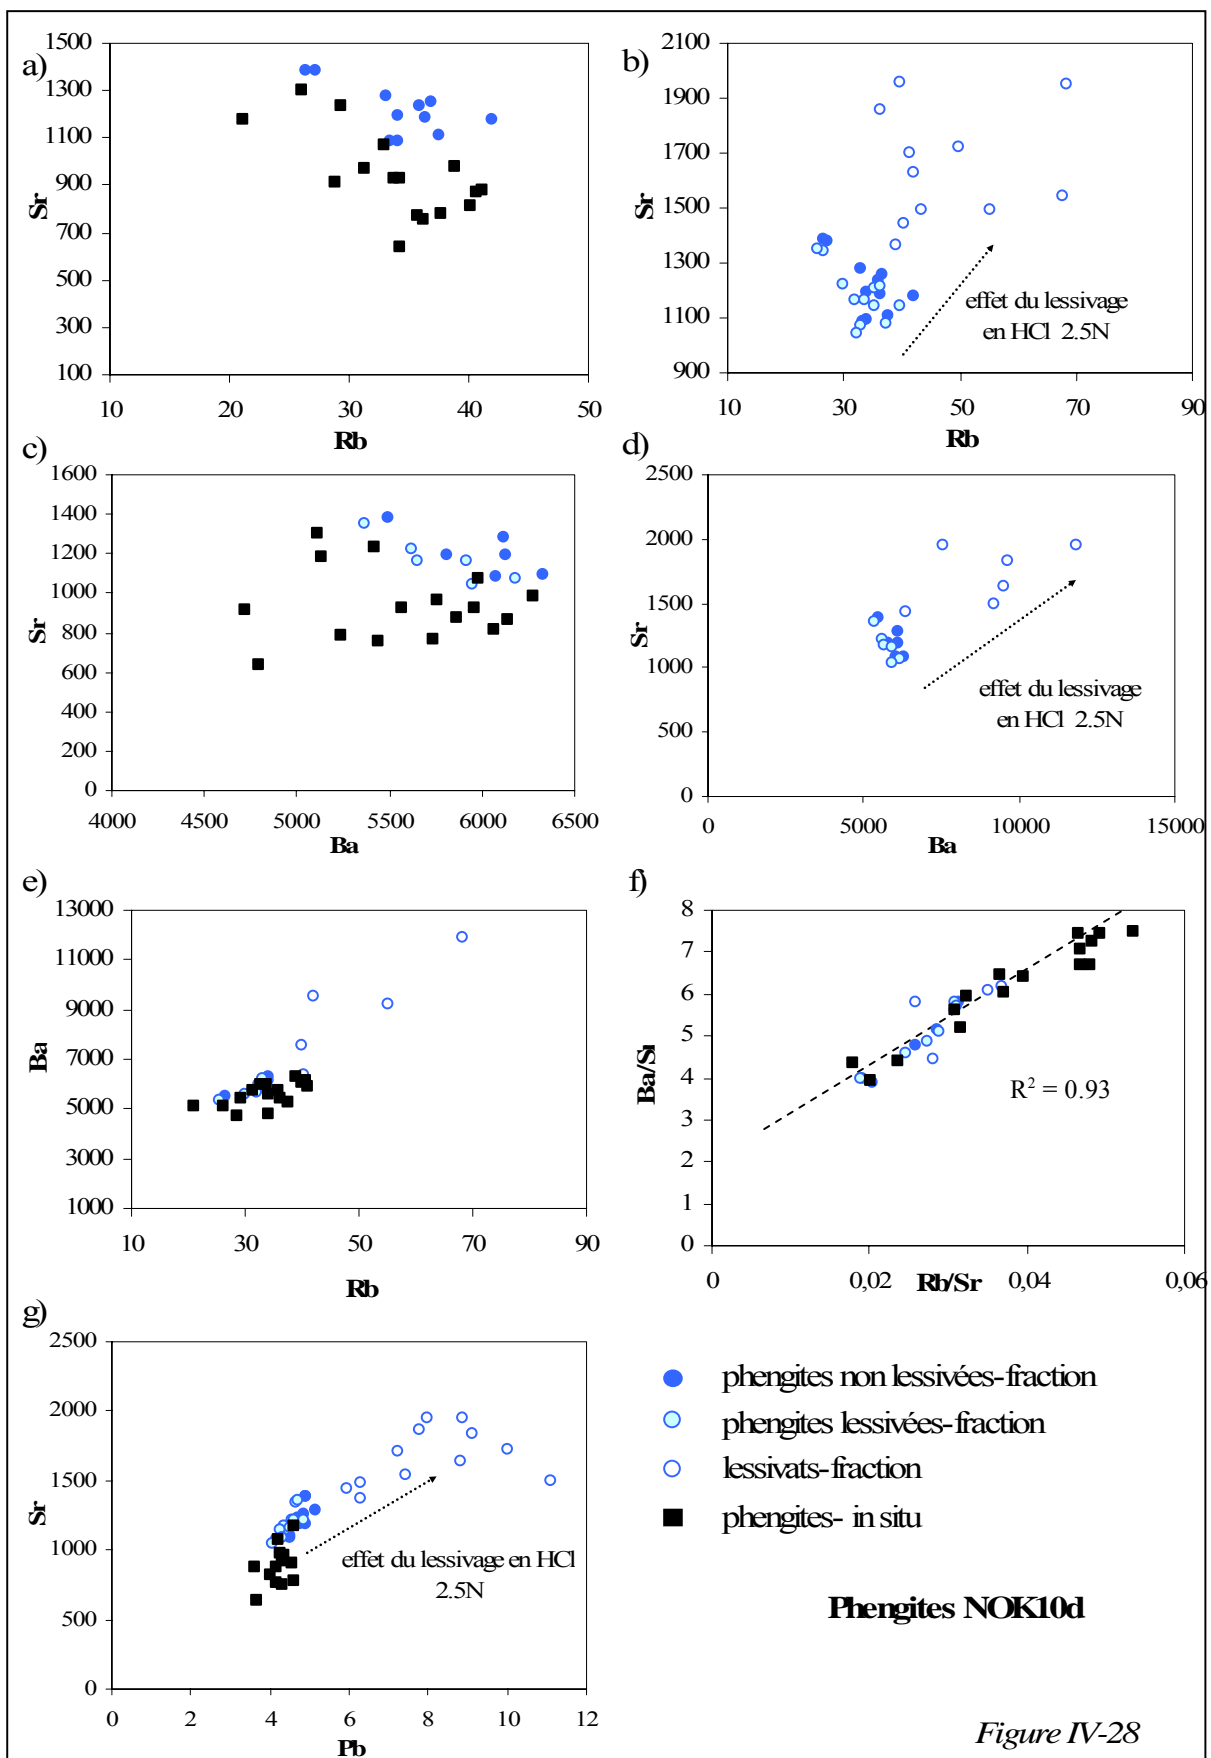 a)
1500
1300
1100
900
700
500
300
100
Sr
10 20 30 40 50
Rb
b)
2100
1900
1700
1500
1300
1100
900
Sr
effet du lessivage
en HCl 2.5N
10 30 50 70 90
Rb
c)
1600
1400
1200
1000
800
600
400
200
0
Sr
4000 4500 5000 5500 6000 6500
Ba
d)
2500
2000
1500
1000
500
0
Sr
effet du lessivage
en HCl 2.5N
0 5000 10000 15000
Ba
e)
13000
11000
9000
7000
5000
3000
1000
Ba
10 30 50 70 90
Rb
f)
8
7
6
5
4
3
2
1
0
Ba/Sr
R² = 0.93
0 0,02 0,04 0,06
Rb/Sr
g)
2500
2000
1500
1000
500
0
Sr
effet du lessivage en HCl
2.5N
0 2 4 6 8 10 12
Pb
phengites non lessivées-fraction
phengites lessivées-fraction
lessivats-fraction
phengites- in situ
Phengites NOK10d
Figure IV-28